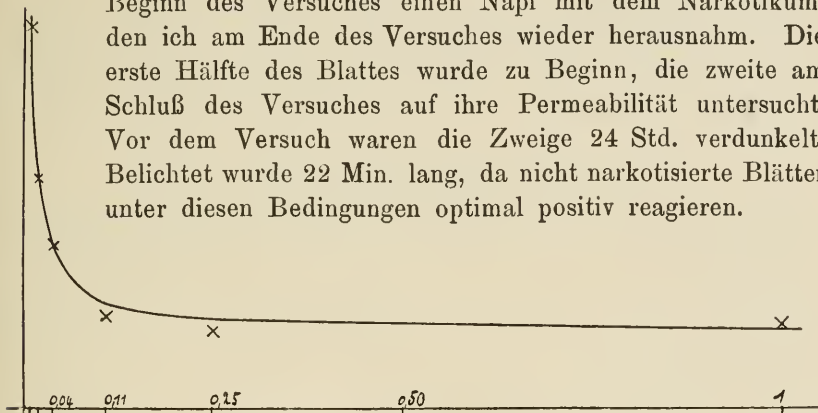 Beginn des Versuches einen Napf mit dem Narkotikum,
den ich am Ende des Versuches wieder herausnahm. Die
erste Hälfte des Blattes wurde zu Beginn, die zweite am
Schluß des Versuches auf ihre Permeabilität untersucht.
Vor dem Versuch waren die Zweige 24 Std. verdunkelt.
Belichtet wurde 22 Min. lang, da nicht narkotisierte Blätter
unter diesen Bedingungen optimal positiv reagieren.
0,04 0,11 0,25 0,50 1